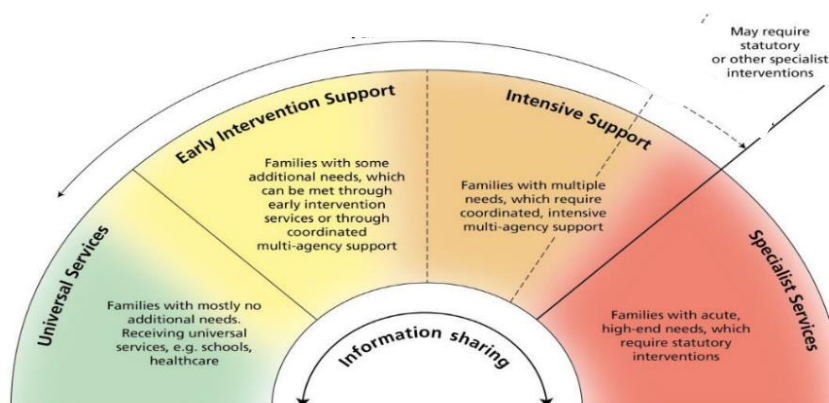 May require
statutory
or other specialist
interventions
Early Intervention Support
Intensive Support
Families with some
additional needs, which
can be met through
early intervention
services or through
coordinated
multi-agency support
Families with multiple
needs, which require
coordinated, intensive
multi-agency support
Universal Services
Specialist Services
Families with mostly no
additional needs.
Receiving universal
services, e.g. schools,
healthcare
Families with acute,
high-end needs, which
require statutory
interventions
Information sharing